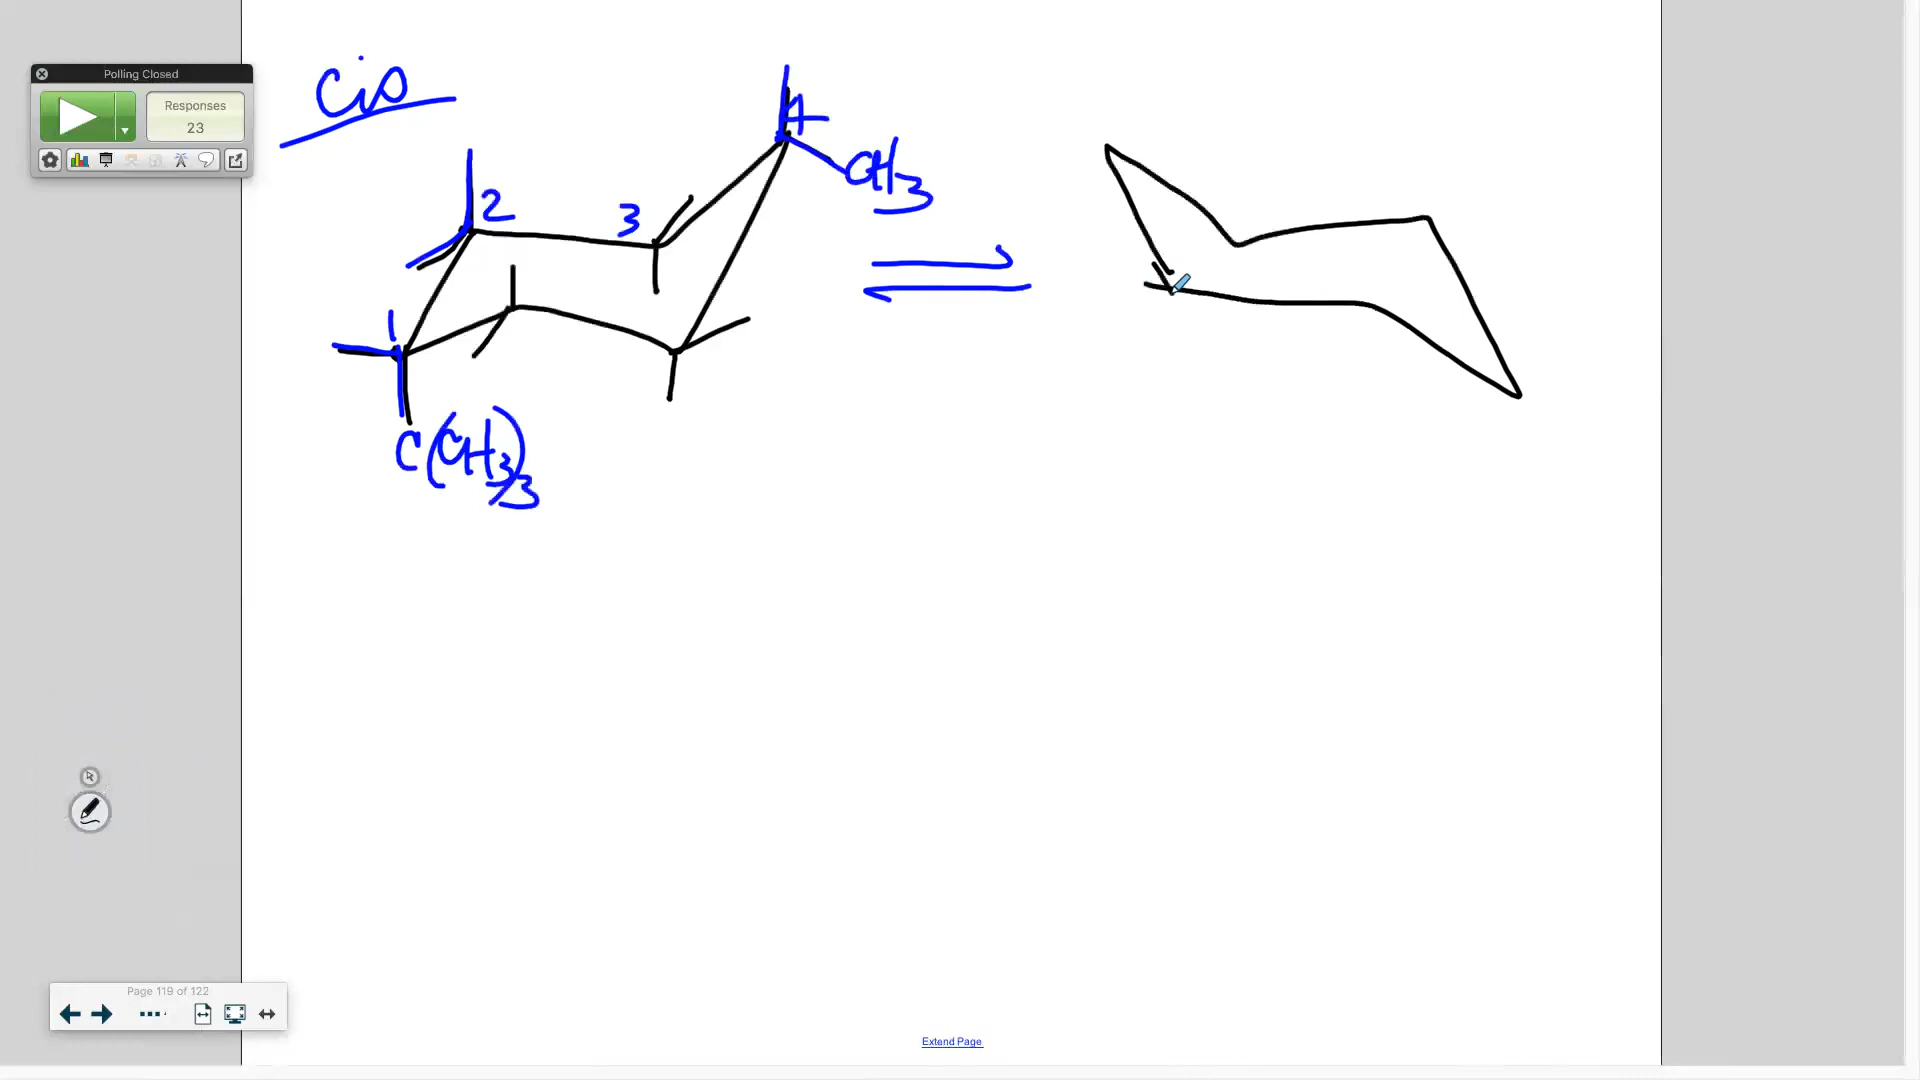 Polling Closed
Responses
23
Cis
4
CH3
2
3
1
C(CH3)3
Page 119 of 122
Extend Page